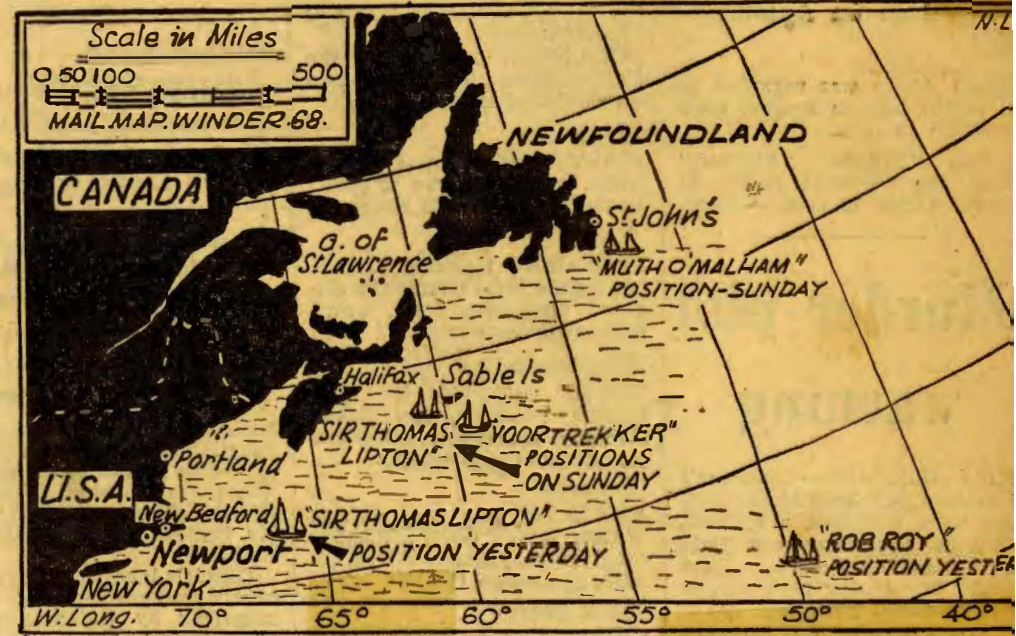 Scale in Miles
0 50 100 500
MAIL.MAP.WINDER.68.
N.L
NEWFOUNDLAND
CANADA
St John's
G. of
St Lawrence
"MUTH O'MALHAM"
POSITION-SUNDAY
Halifax
Sable Is
"SIR THOMAS
LIPTON"
VOORTREKKER"
POSITIONS
ON SUNDAY
Portland
U.S.A.
New Bedford
"SIR THOMAS LIPTON"
POSITION YESTERDAY
Newport
"ROB ROY"
POSITION YESTER
New York
W. Long. 70° 65° 60° 55° 50° 40°